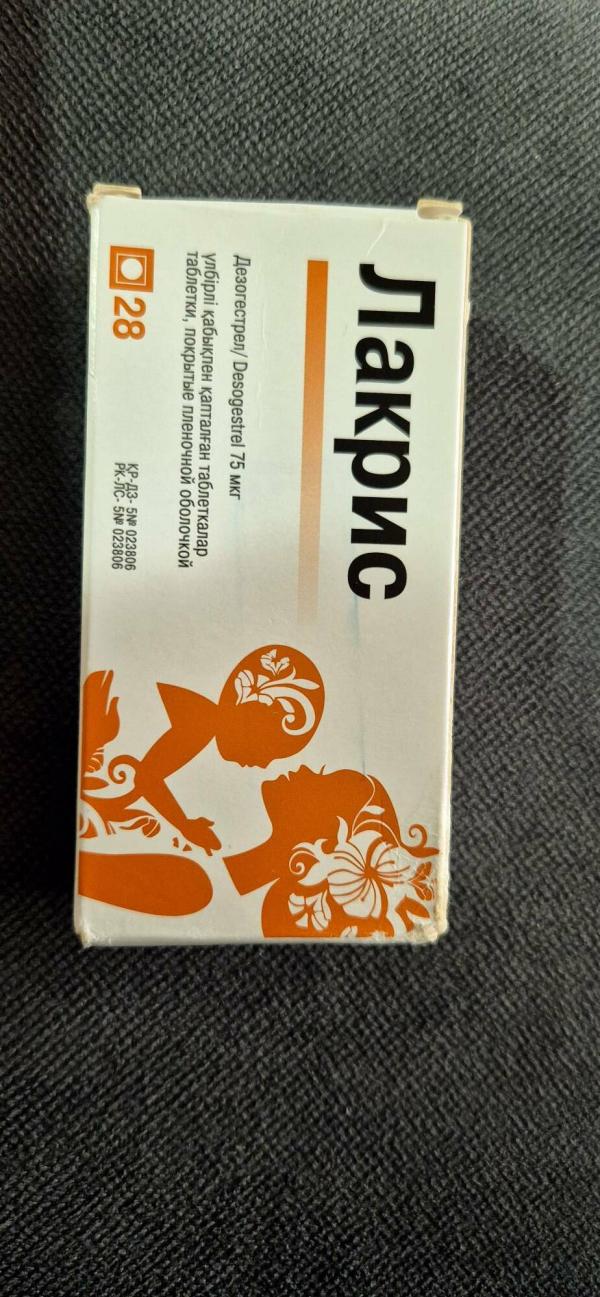 Лакрис
Дезогестрел/ Desogestrel 75 мкг
үлбірлі қабықпен қапталған таблеткалар
таблетки, покрытые пленочной оболочкой
28
ҚР-ДЗ- 5№ 023806
РК-ЛС- 5№ 023806